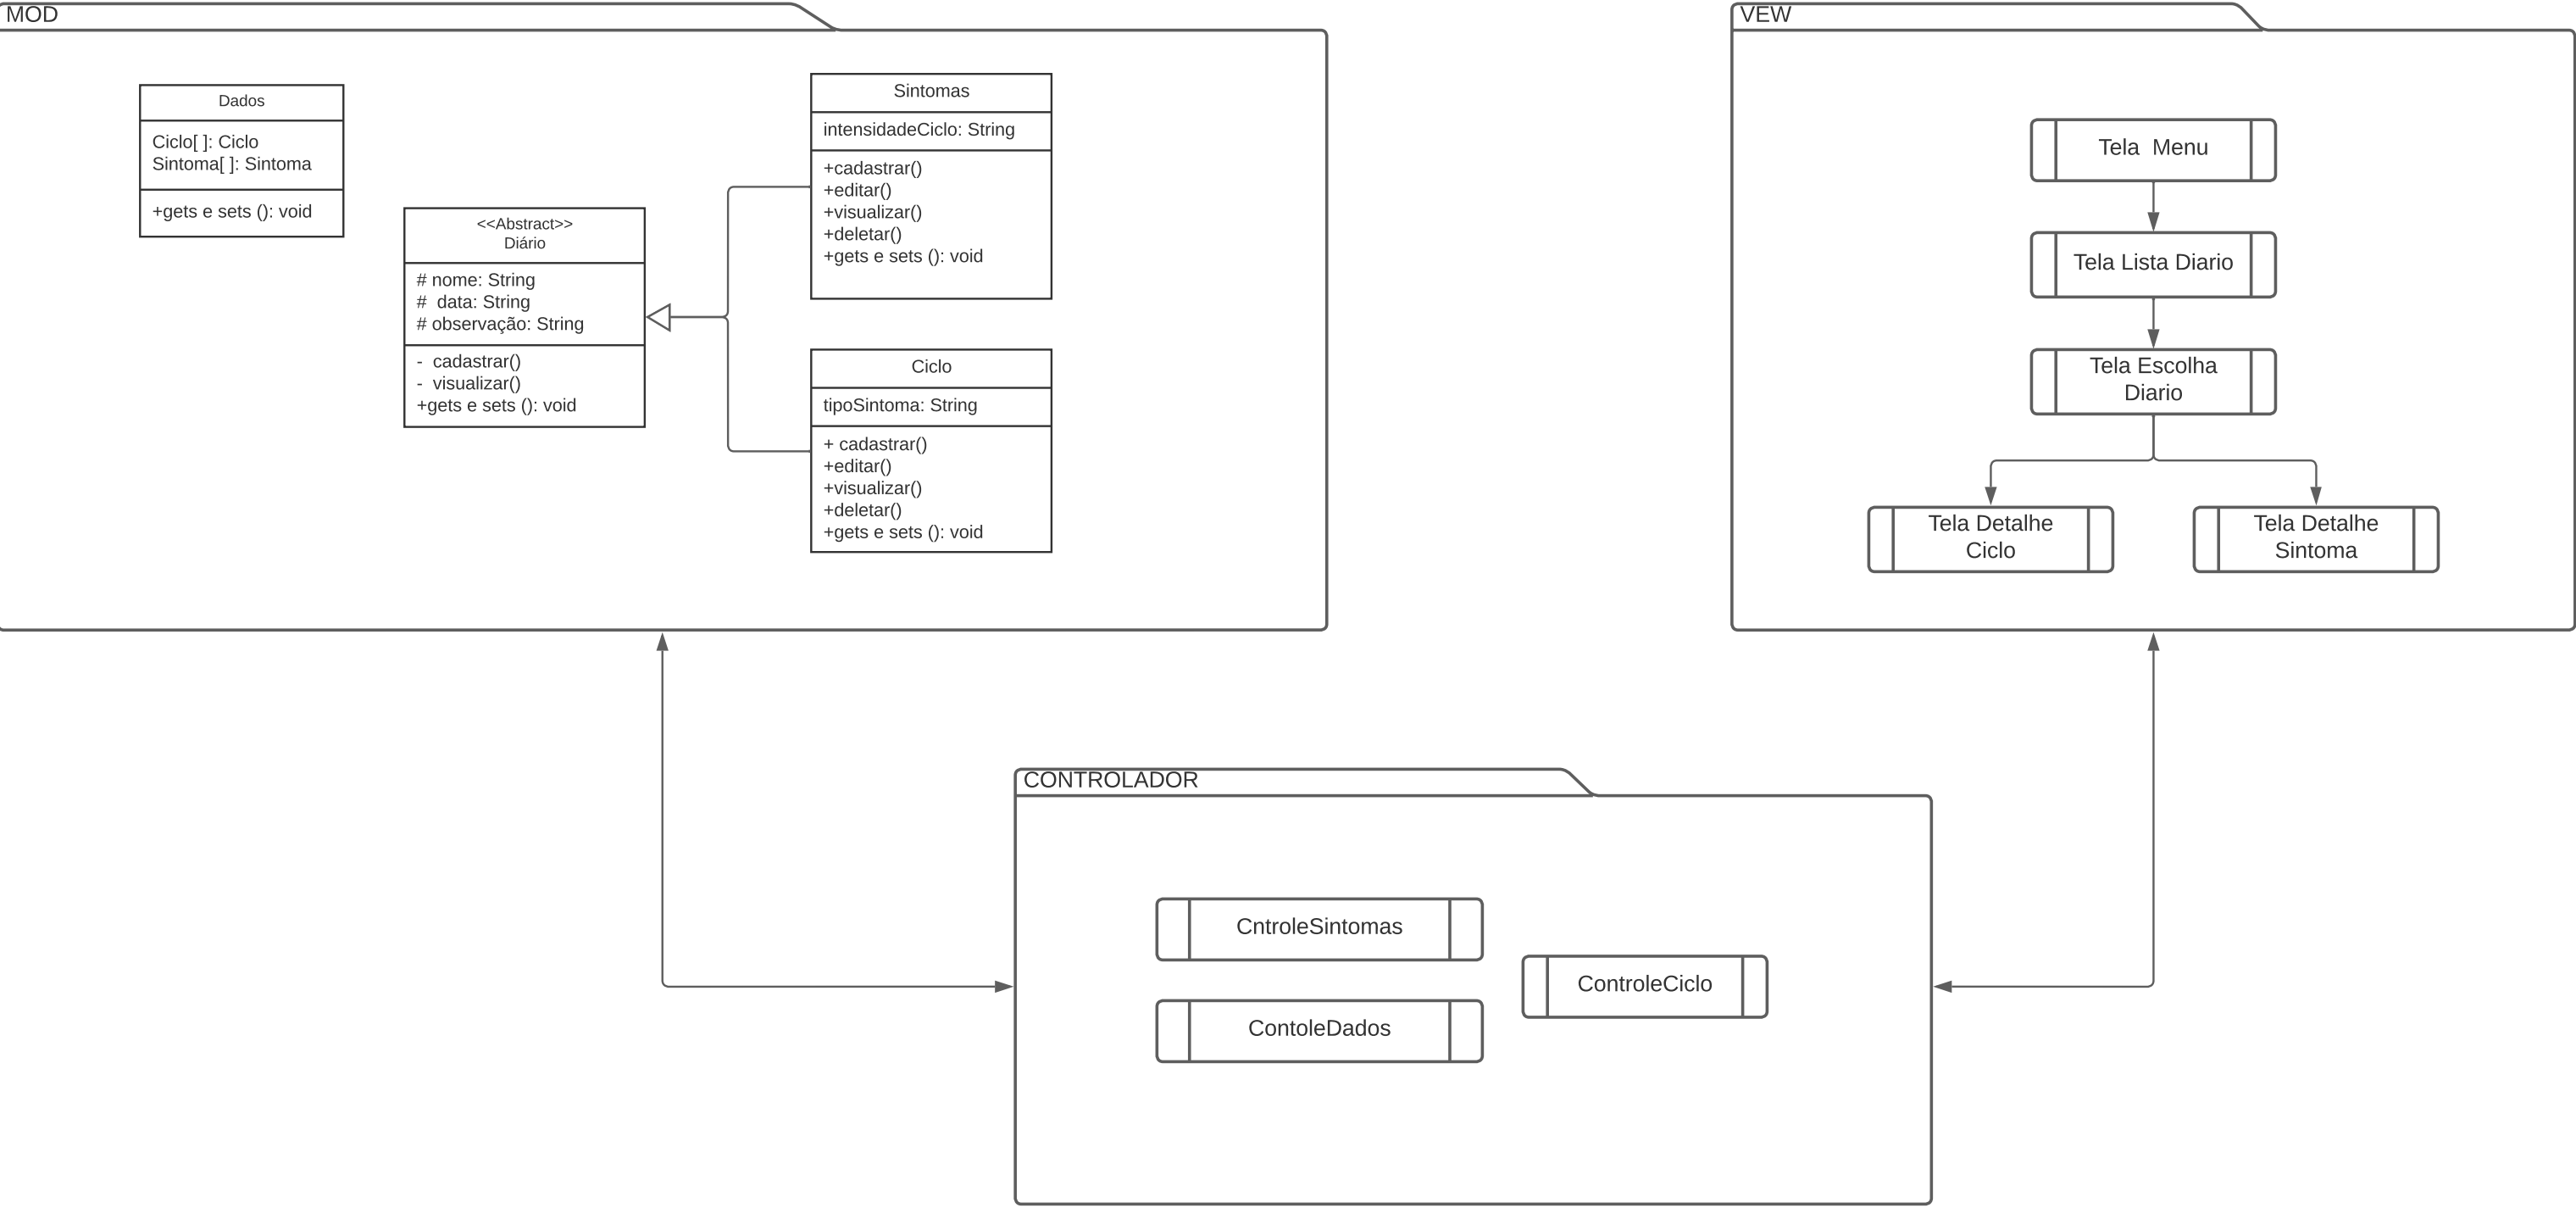 MOD
Dados
Ciclo[ ]: Ciclo
Sintoma[ ]: Sintoma
+gets e sets (): void
<<Abstract>>
Diário
# nome: String
#  data: String
# observação: String
-  cadastrar()
-  visualizar()
+gets e sets (): void
Sintomas
intensidadeCiclo: String
+cadastrar()
+editar()
+visualizar()
+deletar()
+gets e sets (): void
Ciclo
tipoSintoma: String
+ cadastrar()
+editar()
+visualizar()
+deletar()
+gets e sets (): void
VEW
Tela  Menu
Tela Lista Diario
Tela Escolha
Diario
Tela Detalhe
Ciclo
Tela Detalhe
Sintoma
CONTROLADOR
CntroleSintomas
ControleCiclo
ContoleDados